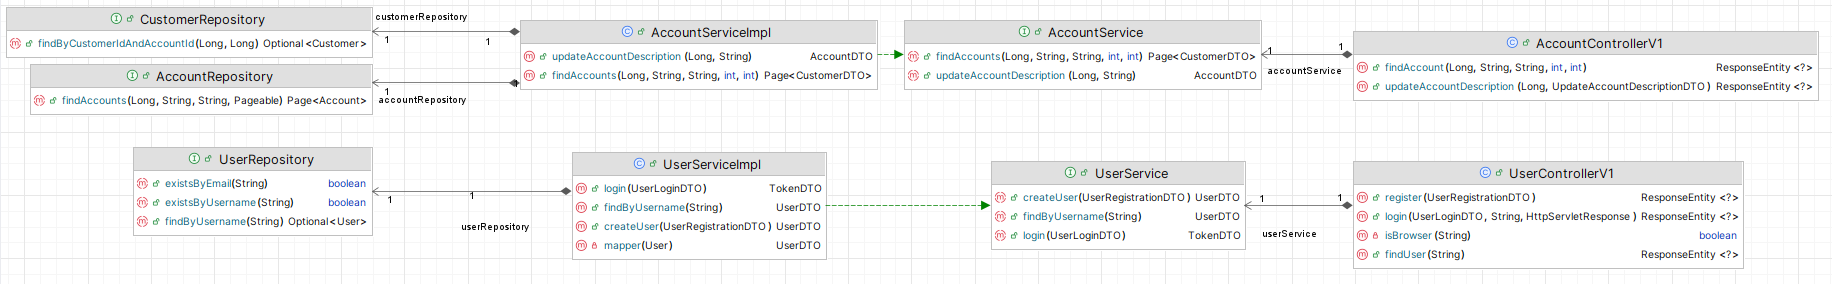 CustomerRepository
findByCustomerIdAndAccountId(Long, Long) Optional<Customer>
customerRepository
1
1
AccountRepository
findAccounts(Long, String, String, Pageable) Page<Account>
1
accountRepository
AccountServiceImpl
updateAccountDescription (Long, String) AccountDTO
findAccounts(Long, String, String, int, int) Page<CustomerDTO>
AccountService
findAccounts(Long, String, String, int, int) Page<CustomerDTO>
updateAccountDescription (Long, String) AccountDTO
1
1
accountService
AccountControllerV1
findAccount(Long, String, String, int, int) ResponseEntity <?>
updateAccountDescription (Long, UpdateAccountDescriptionDTO ) ResponseEntity <?>
UserRepository
existsByEmail(String) boolean
existsByUsername(String) boolean
findByUsername(String) Optional<User>
1
1
userRepository
UserServiceImpl
login(UserLoginDTO) TokenDTO
findByUsername(String) UserDTO
createUser(UserRegistrationDTO ) UserDTO
mapper(User) UserDTO
UserService
createUser(UserRegistrationDTO ) UserDTO
findByUsername(String) UserDTO
login(UserLoginDTO) TokenDTO
1
1
userService
UserControllerV1
register(UserRegistrationDTO) ResponseEntity <?>
login(UserLoginDTO, String, HttpServletResponse ) ResponseEntity <?>
isBrowser(String) boolean
findUser(String) ResponseEntity <?>